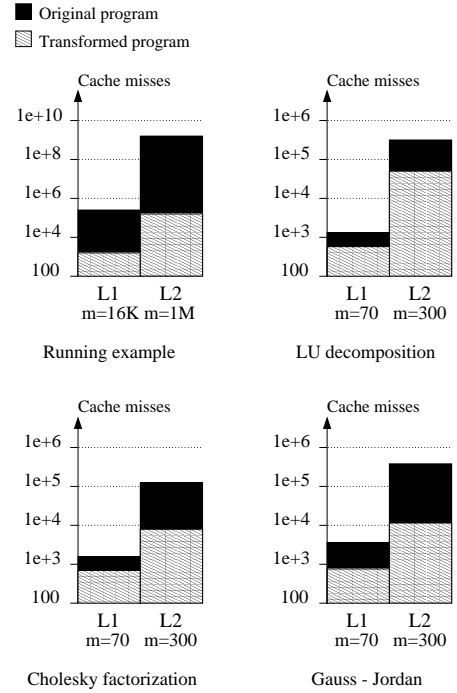 Original program
Transformed program
Cache misses
1e+10
1e+8
1e+6
1e+4
100
L1 L2
m=16K m=1M
Running example
Cache misses
1e+6
1e+5
1e+4
1e+3
100
L1 L2
m=70 m=300
LU decomposition
Cache misses
1e+6
1e+5
1e+4
1e+3
100
L1 L2
m=70 m=300
Cholesky factorization
Cache misses
1e+6
1e+5
1e+4
1e+3
100
L1 L2
m=70 m=300
Gauss - Jordan